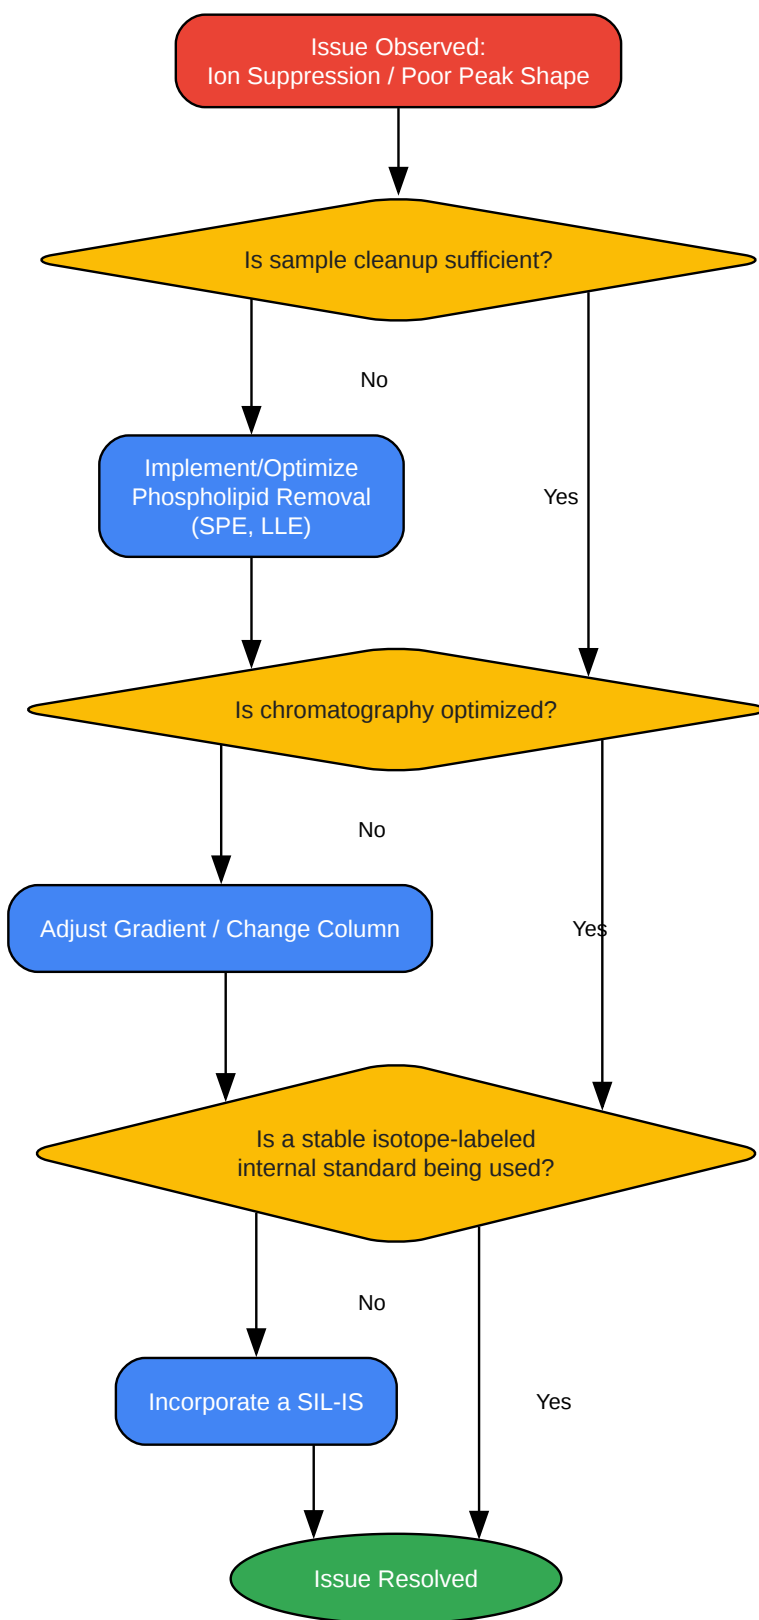 Issue Observed:
Ion Suppression / Poor Peak Shape
Is sample cleanup sufficient?
No
Implement/Optimize
Phospholipid Removal
(SPE, LLE)
Yes
Is chromatography optimized?
No
Adjust Gradient / Change Column
Yes
Is a stable isotope-labeled
internal standard being used?
No
Incorporate a SIL-IS
Yes
Issue Resolved